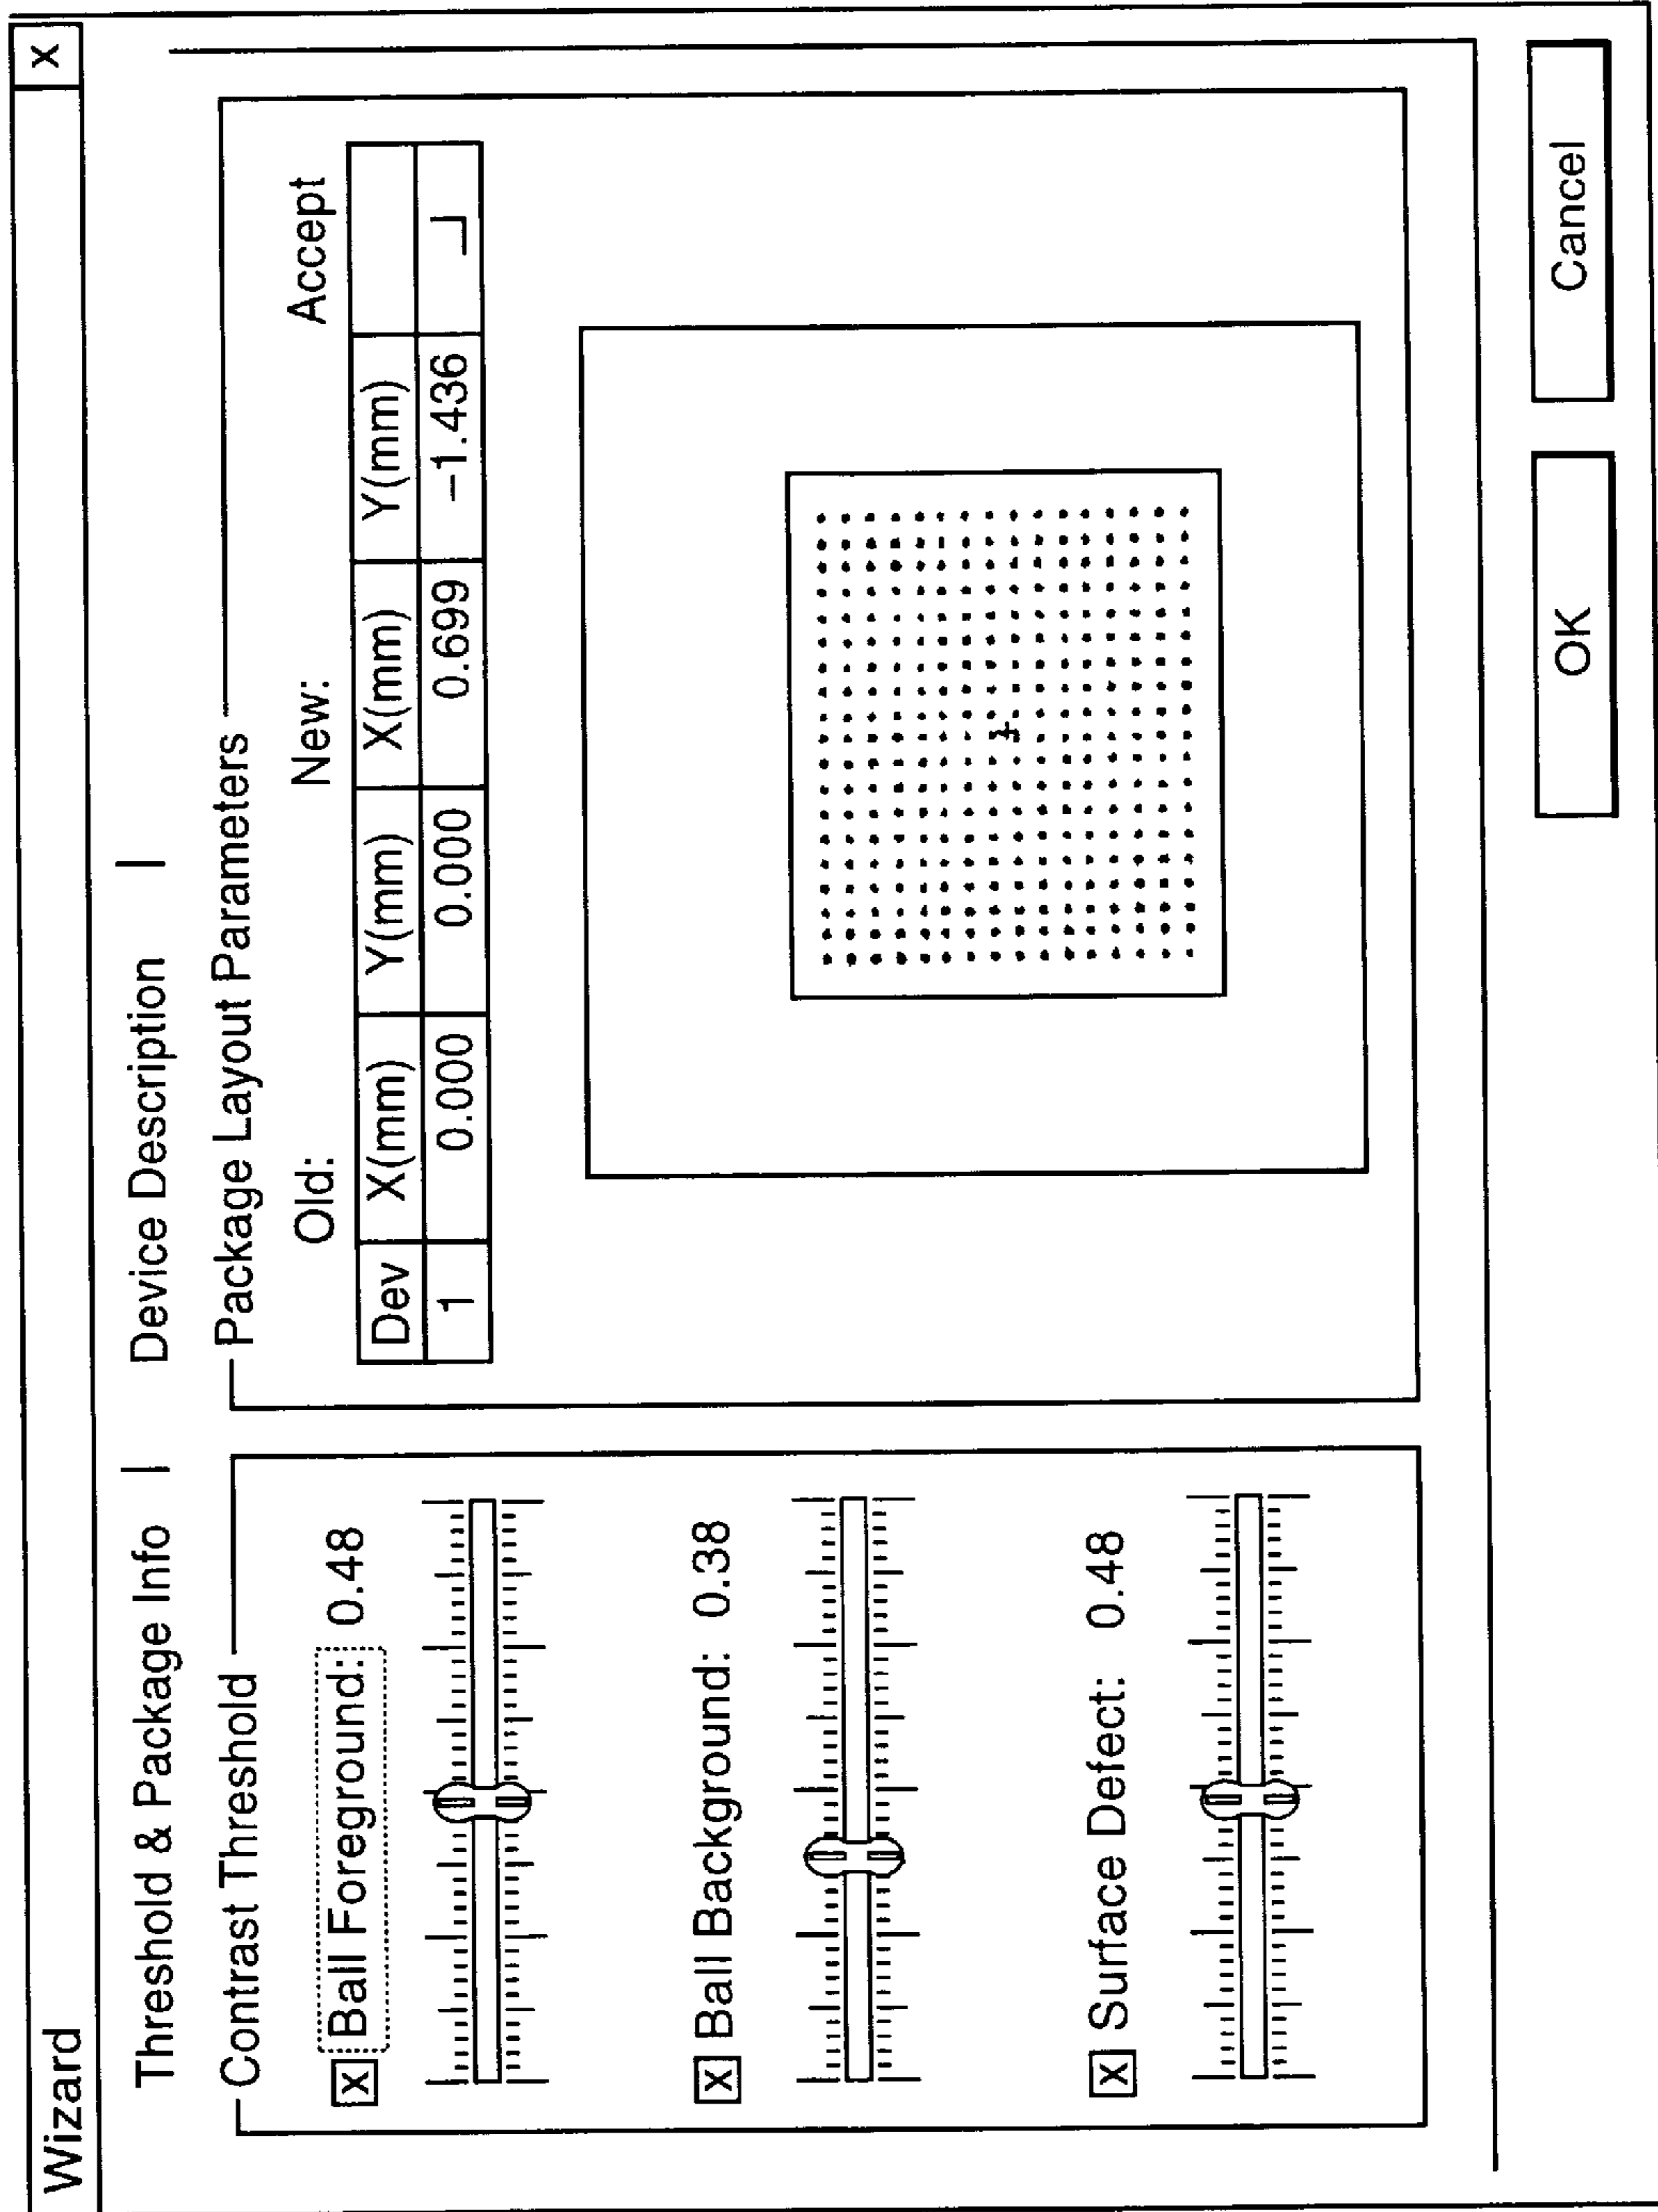 Wizard X
Threshold & Package Info | Device Description |
Contrast Threshold
X Ball Foreground: 0.48
X Ball Background: 0.38
X Surface Defect: 0.48
Package Layout Parameters
Old: New: Accept
Dev X(mm) Y(mm) X(mm) Y(mm)
1 0.000 0.000 0.699 -1.436
OK Cancel